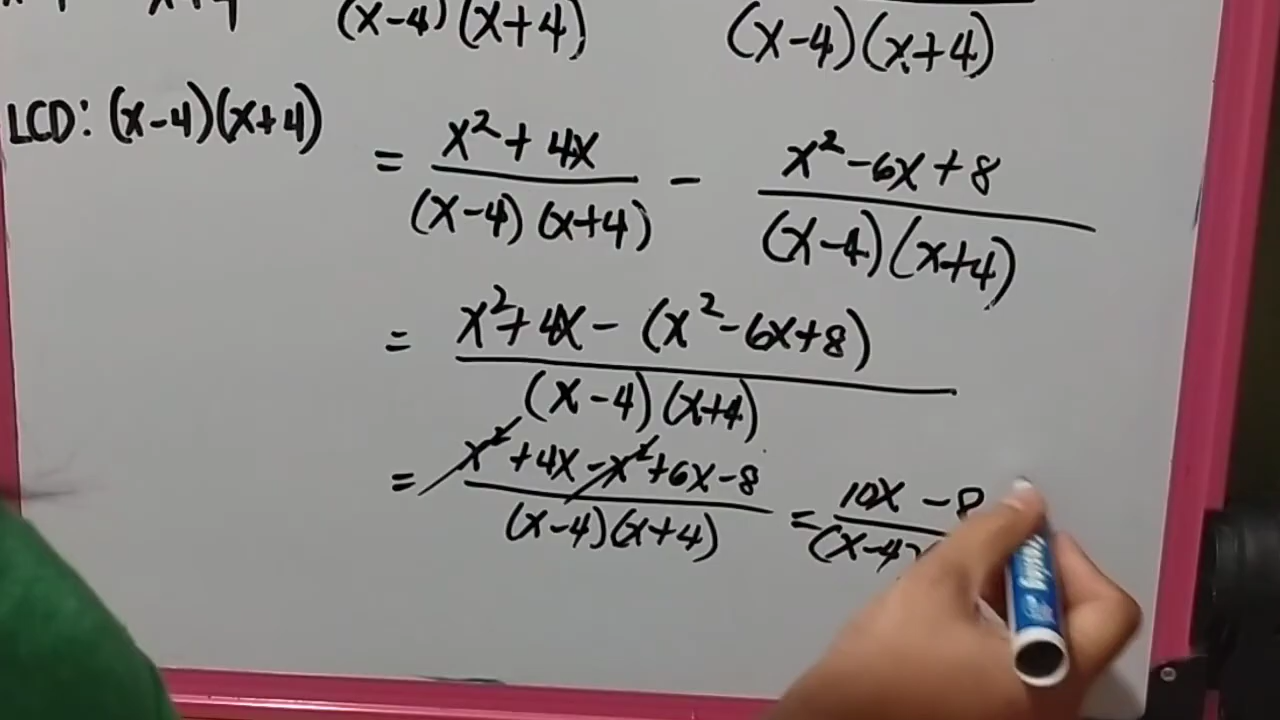 (x-4)(x+4) (x-4)(x+4)
LCD: (x-4)(x+4)
= x²+4x / (x-4)(x+4) - x²-6x+8 / (x-4)(x+4)
= x²+4x-(x²-6x+8) / (x-4)(x+4)
= x²+4x-x²+6x-8 / (x-4)(x+4) = 10x-8 / (x-4)